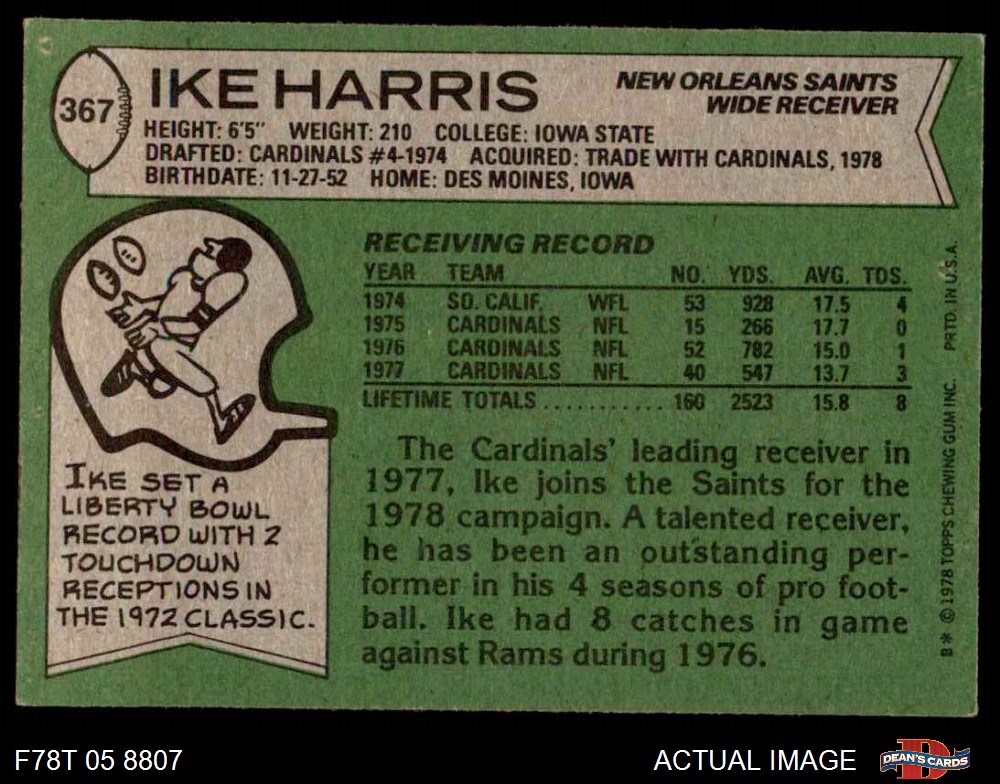 367
IKE HARRIS
NEW ORLEANS SAINTS
WIDE RECEIVER
HEIGHT: 6'5" WEIGHT: 210 COLLEGE: IOWA STATE
DRAFTED: CARDINALS #4-1974 ACQUIRED: TRADE WITH CARDINALS, 1978
BIRTHDATE: 11-27-52 HOME: DES MOINES, IOWA
RECEIVING RECORD
YEAR TEAM NO. YDS. AVG. TDS.
1974 SO. CALIF. WFL 53 928 17.5 4
1975 CARDINALS NFL 15 266 17.7 0
1976 CARDINALS NFL 52 782 15.0 1
1977 CARDINALS NFL 40 547 13.7 3
LIFETIME TOTALS ............ 160 2523 15.8 8
The Cardinals' leading receiver in
1977, Ike joins the Saints for the
1978 campaign. A talented receiver,
he has been an outstanding per-
former in his 4 seasons of pro foot-
ball. Ike had 8 catches in game
against Rams during 1976.
IKE SET A
LIBERTY BOWL
RECORD WITH 2
TOUCHDOWN
RECEPTIONS IN
THE 1972 CLASSIC.
B* © 1978 TOPPS CHEWING GUM INC. PRTD. IN U.S.A.
F78T 05 8807
ACTUAL IMAGE
D
DEAN'S CARDS